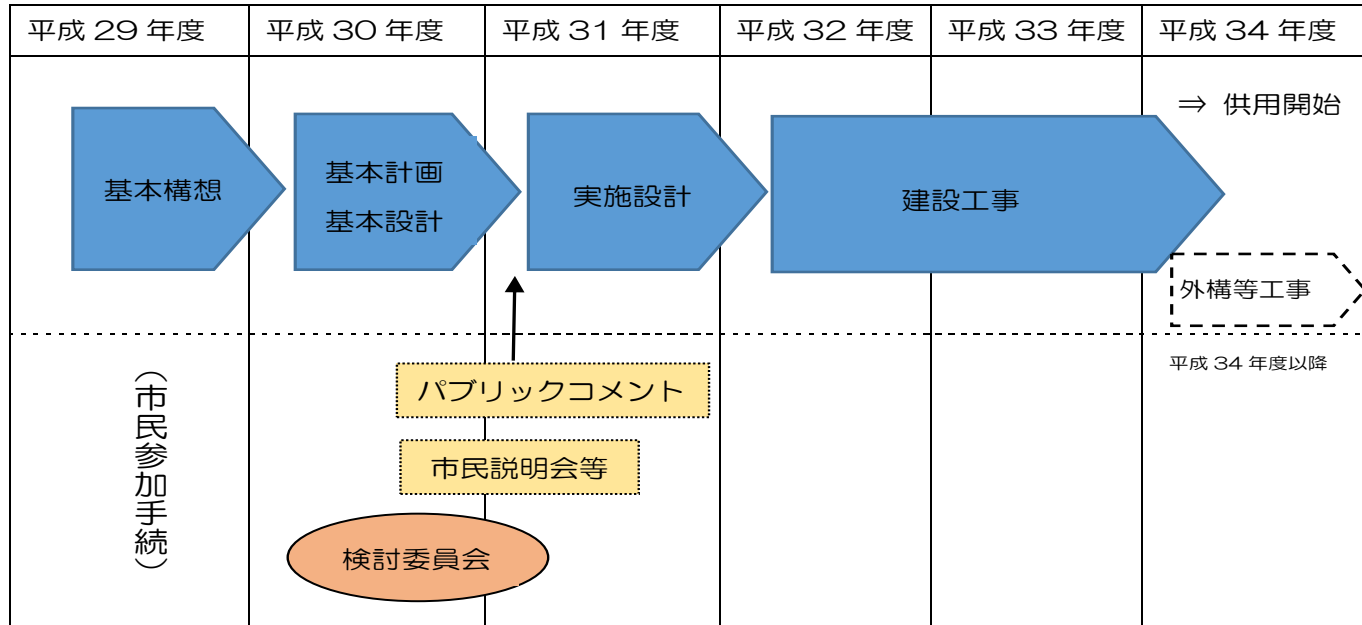 平成 29 年度
平成 30 年度
平成 31 年度
平成 32 年度
平成 33 年度
平成 34 年度
⇒ 供用開始
基本構想
基本計画
基本設計
実施設計
建設工事
外構等工事
平成 34 年度以降
(市民参加手続)
パブリックコメント
市民説明会等
検討委員会